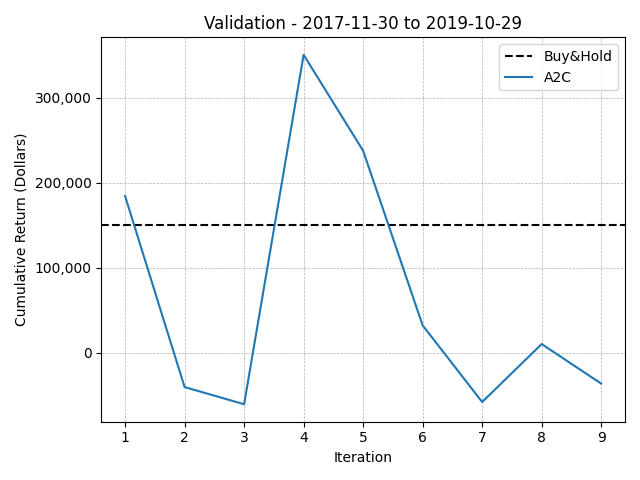 Validation - 2017-11-30 to 2019-10-29
Buy&Hold
A2C
Cumulative Return (Dollars)
300,000
200,000
100,000
0
1 2 3 4 5 6 7 8 9
Iteration